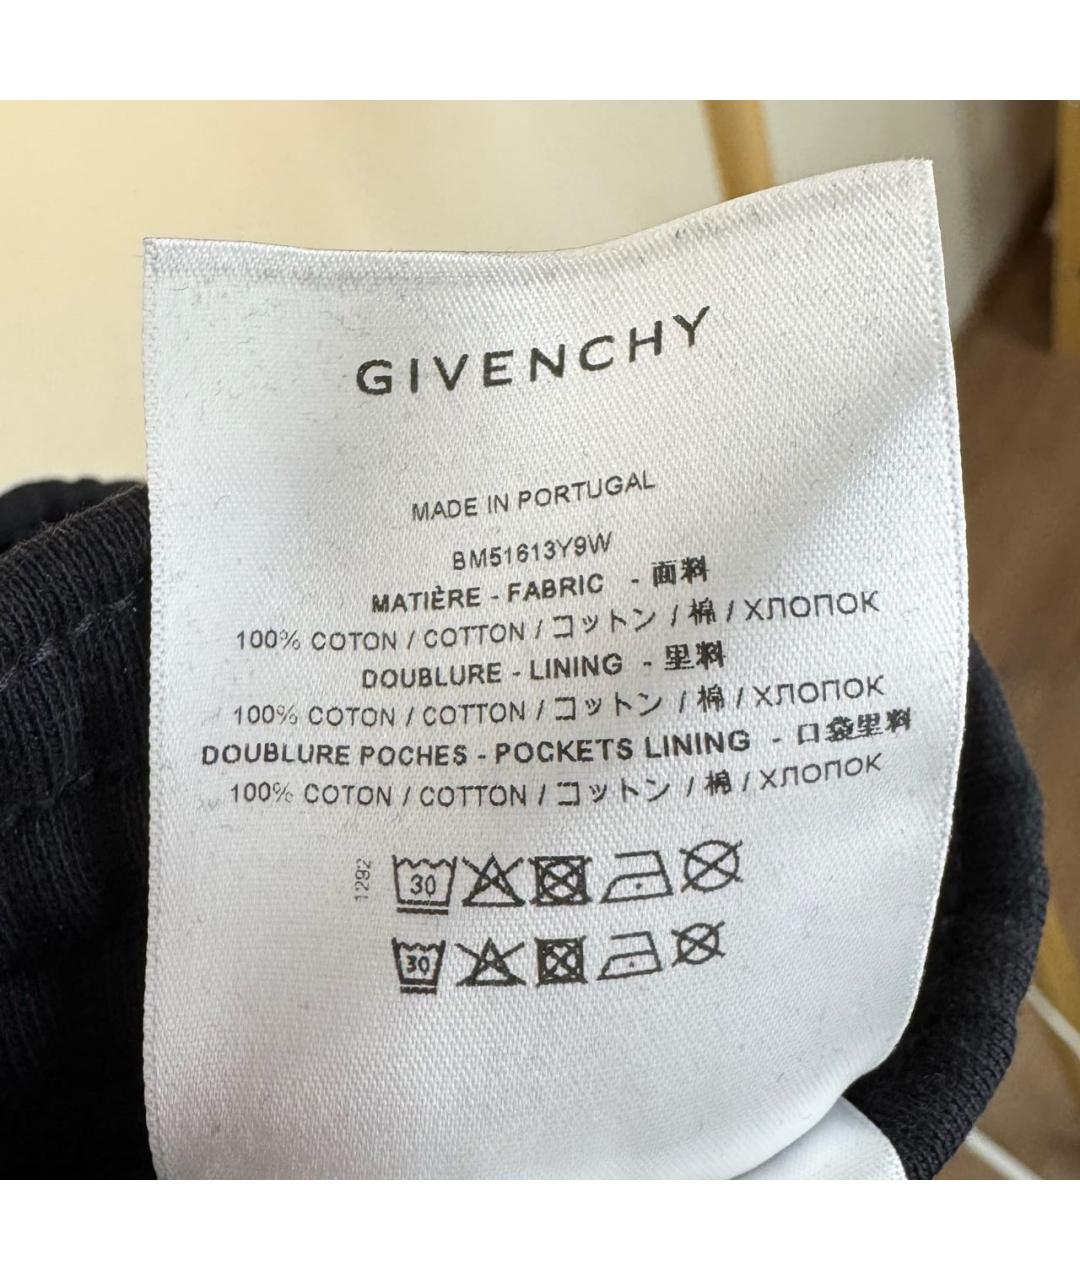 GIVENCHY
MADE IN PORTUGAL
BM51613Y9W
MATIÈRE - FABRIC - 面料
100% COTON / COTTON / コットン / 棉 / ХЛОПОК
DOUBLURE - LINING - 里料
100% COTON / COTTON / コットン / 棉 / ХЛОПОК
DOUBLURE POCHES - POCKETS LINING - 口袋里料
100% COTON / COTTON / コットン / 棉 / ХЛОПОК
1292
30
30